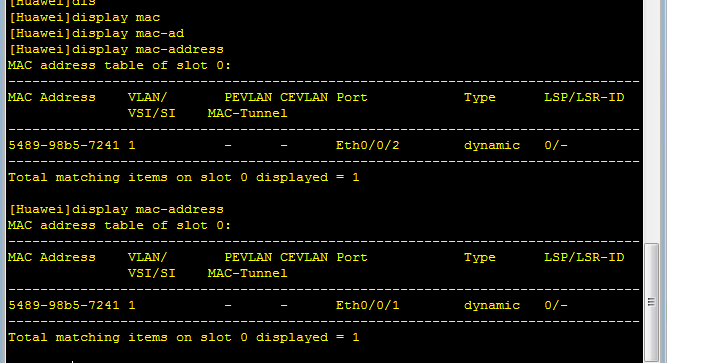 [Huawei]dis
[Huawei]display mac
[Huawei]display mac-ad
[Huawei]display mac-address
MAC address table of slot 0:
-------------------------------------------------------------------------------
MAC Address    VLAN/       PEVLAN CEVLAN Port            Type      LSP/LSR-ID
               VSI/SI    MAC-Tunnel
-------------------------------------------------------------------------------
5489-98b5-7241 1           -      -      Eth0/0/2        dynamic   0/-
-------------------------------------------------------------------------------
Total matching items on slot 0 displayed = 1
[Huawei]display mac-address
MAC address table of slot 0:
-------------------------------------------------------------------------------
MAC Address    VLAN/       PEVLAN CEVLAN Port            Type      LSP/LSR-ID
               VSI/SI    MAC-Tunnel
-------------------------------------------------------------------------------
5489-98b5-7241 1           -      -      Eth0/0/1        dynamic   0/-
-------------------------------------------------------------------------------
Total matching items on slot 0 displayed = 1